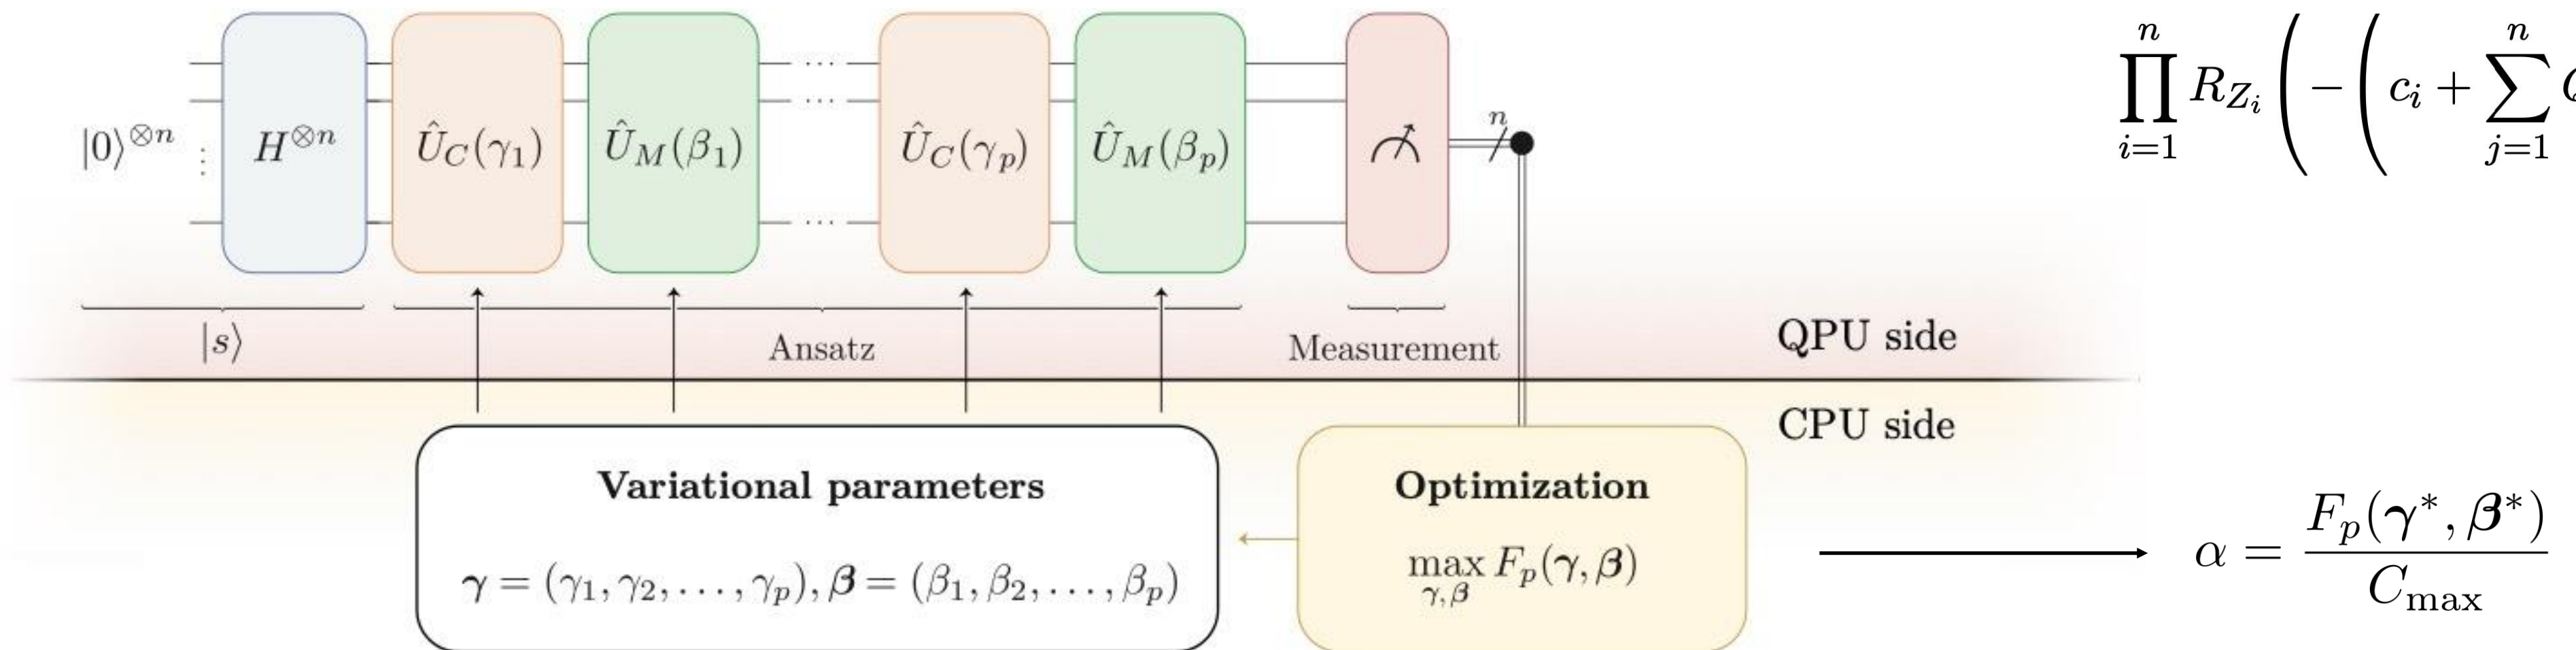 |0⟩^{⊗n}
⋮
H^{⊗n}
Û_C(γ_1)
Û_M(β_1)
···
···
···
Û_C(γ_p)
Û_M(β_p)
n
∏_{i=1}^{n} R_{Z_i} ( − ( c_i + ∑_{j=1}^{n}
|s⟩
Ansatz
Measurement
QPU side
CPU side
Variational parameters
γ = (γ_1, γ_2, . . . , γ_p), β = (β_1, β_2, . . . , β_p)
Optimization
max_{γ,β} F_p(γ, β)
α = F_p(γ*, β*) / C_max